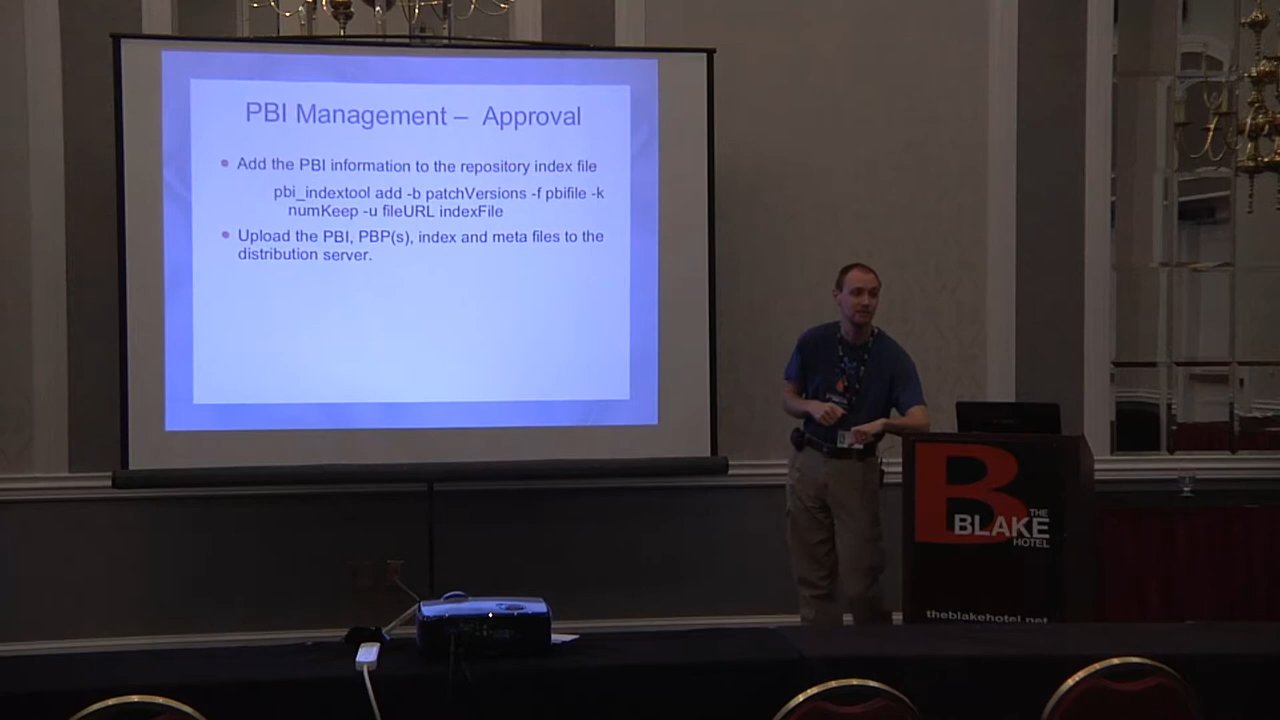 PBI Management – Approval
Add the PBI information to the repository index file
pbi_indextool add -b patchVersions -f pbifile -k
numKeep -u fileURL indexFile
Upload the PBI, PBP(s), index and meta files to the
distribution server.
B
THE
BLAKE
HOTEL
theblakehotel.net